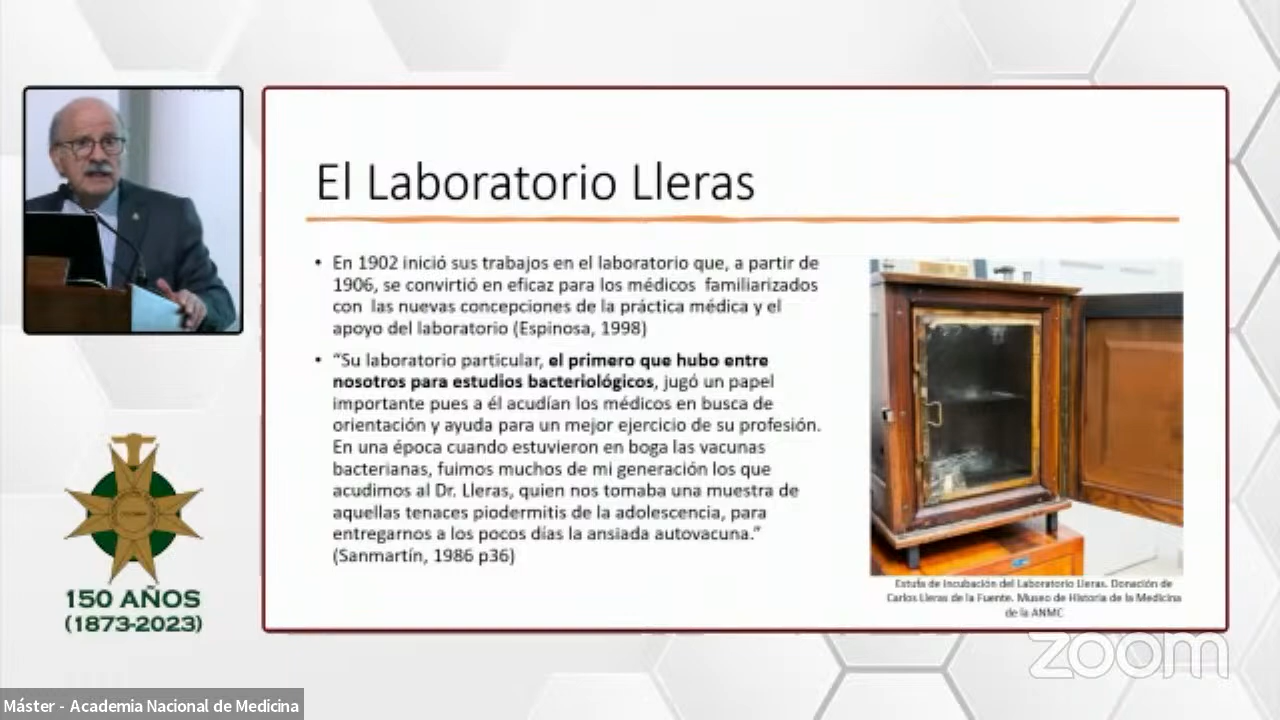 El Laboratorio Lleras
• En 1902 inició sus trabajos en el laboratorio que, a partir de
1906, se convirtió en eficaz para los médicos familiarizados
con las nuevas concepciones de la práctica médica y el
apoyo del laboratorio (Espinosa, 1998)
• “Su laboratorio particular, el primero que hubo entre
nosotros para estudios bacteriológicos, jugó un papel
importante pues a él acudían los médicos en busca de
orientación y ayuda para un mejor ejercicio de su profesión.
En una época cuando estuvieron en boga las vacunas
bacterianas, fuimos muchos de mi generación los que
acudimos al Dr. Lleras, quien nos tomaba una muestra de
aquellas tenaces piodermitis de la adolescencia, para
entregarnos a los pocos días la ansiada autovacuna.”
(Sanmartín, 1986 p36)
Estufa de Incubación del Laboratorio Lleras. Donación de
Carlos Lleras de la Fuente. Museo de Historia de la Medicina
de la ANMC
150 AÑOS
(1873-2023)
zoom
Máster - Academia Nacional de Medicina